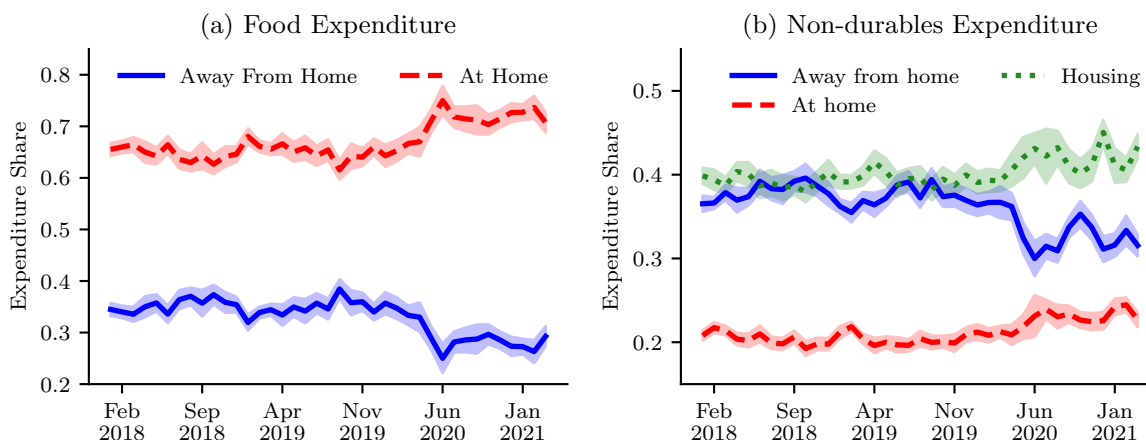 (a) Food Expenditure
Away From Home
At Home
Expenditure Share
0.8
0.7
0.6
0.5
0.4
0.3
0.2
Feb 2018
Sep 2018
Apr 2019
Nov 2019
Jun 2020
Jan 2021
(b) Non-durables Expenditure
Away from home
Housing
At home
Expenditure Share
0.5
0.4
0.3
0.2
Feb 2018
Sep 2018
Apr 2019
Nov 2019
Jun 2020
Jan 2021